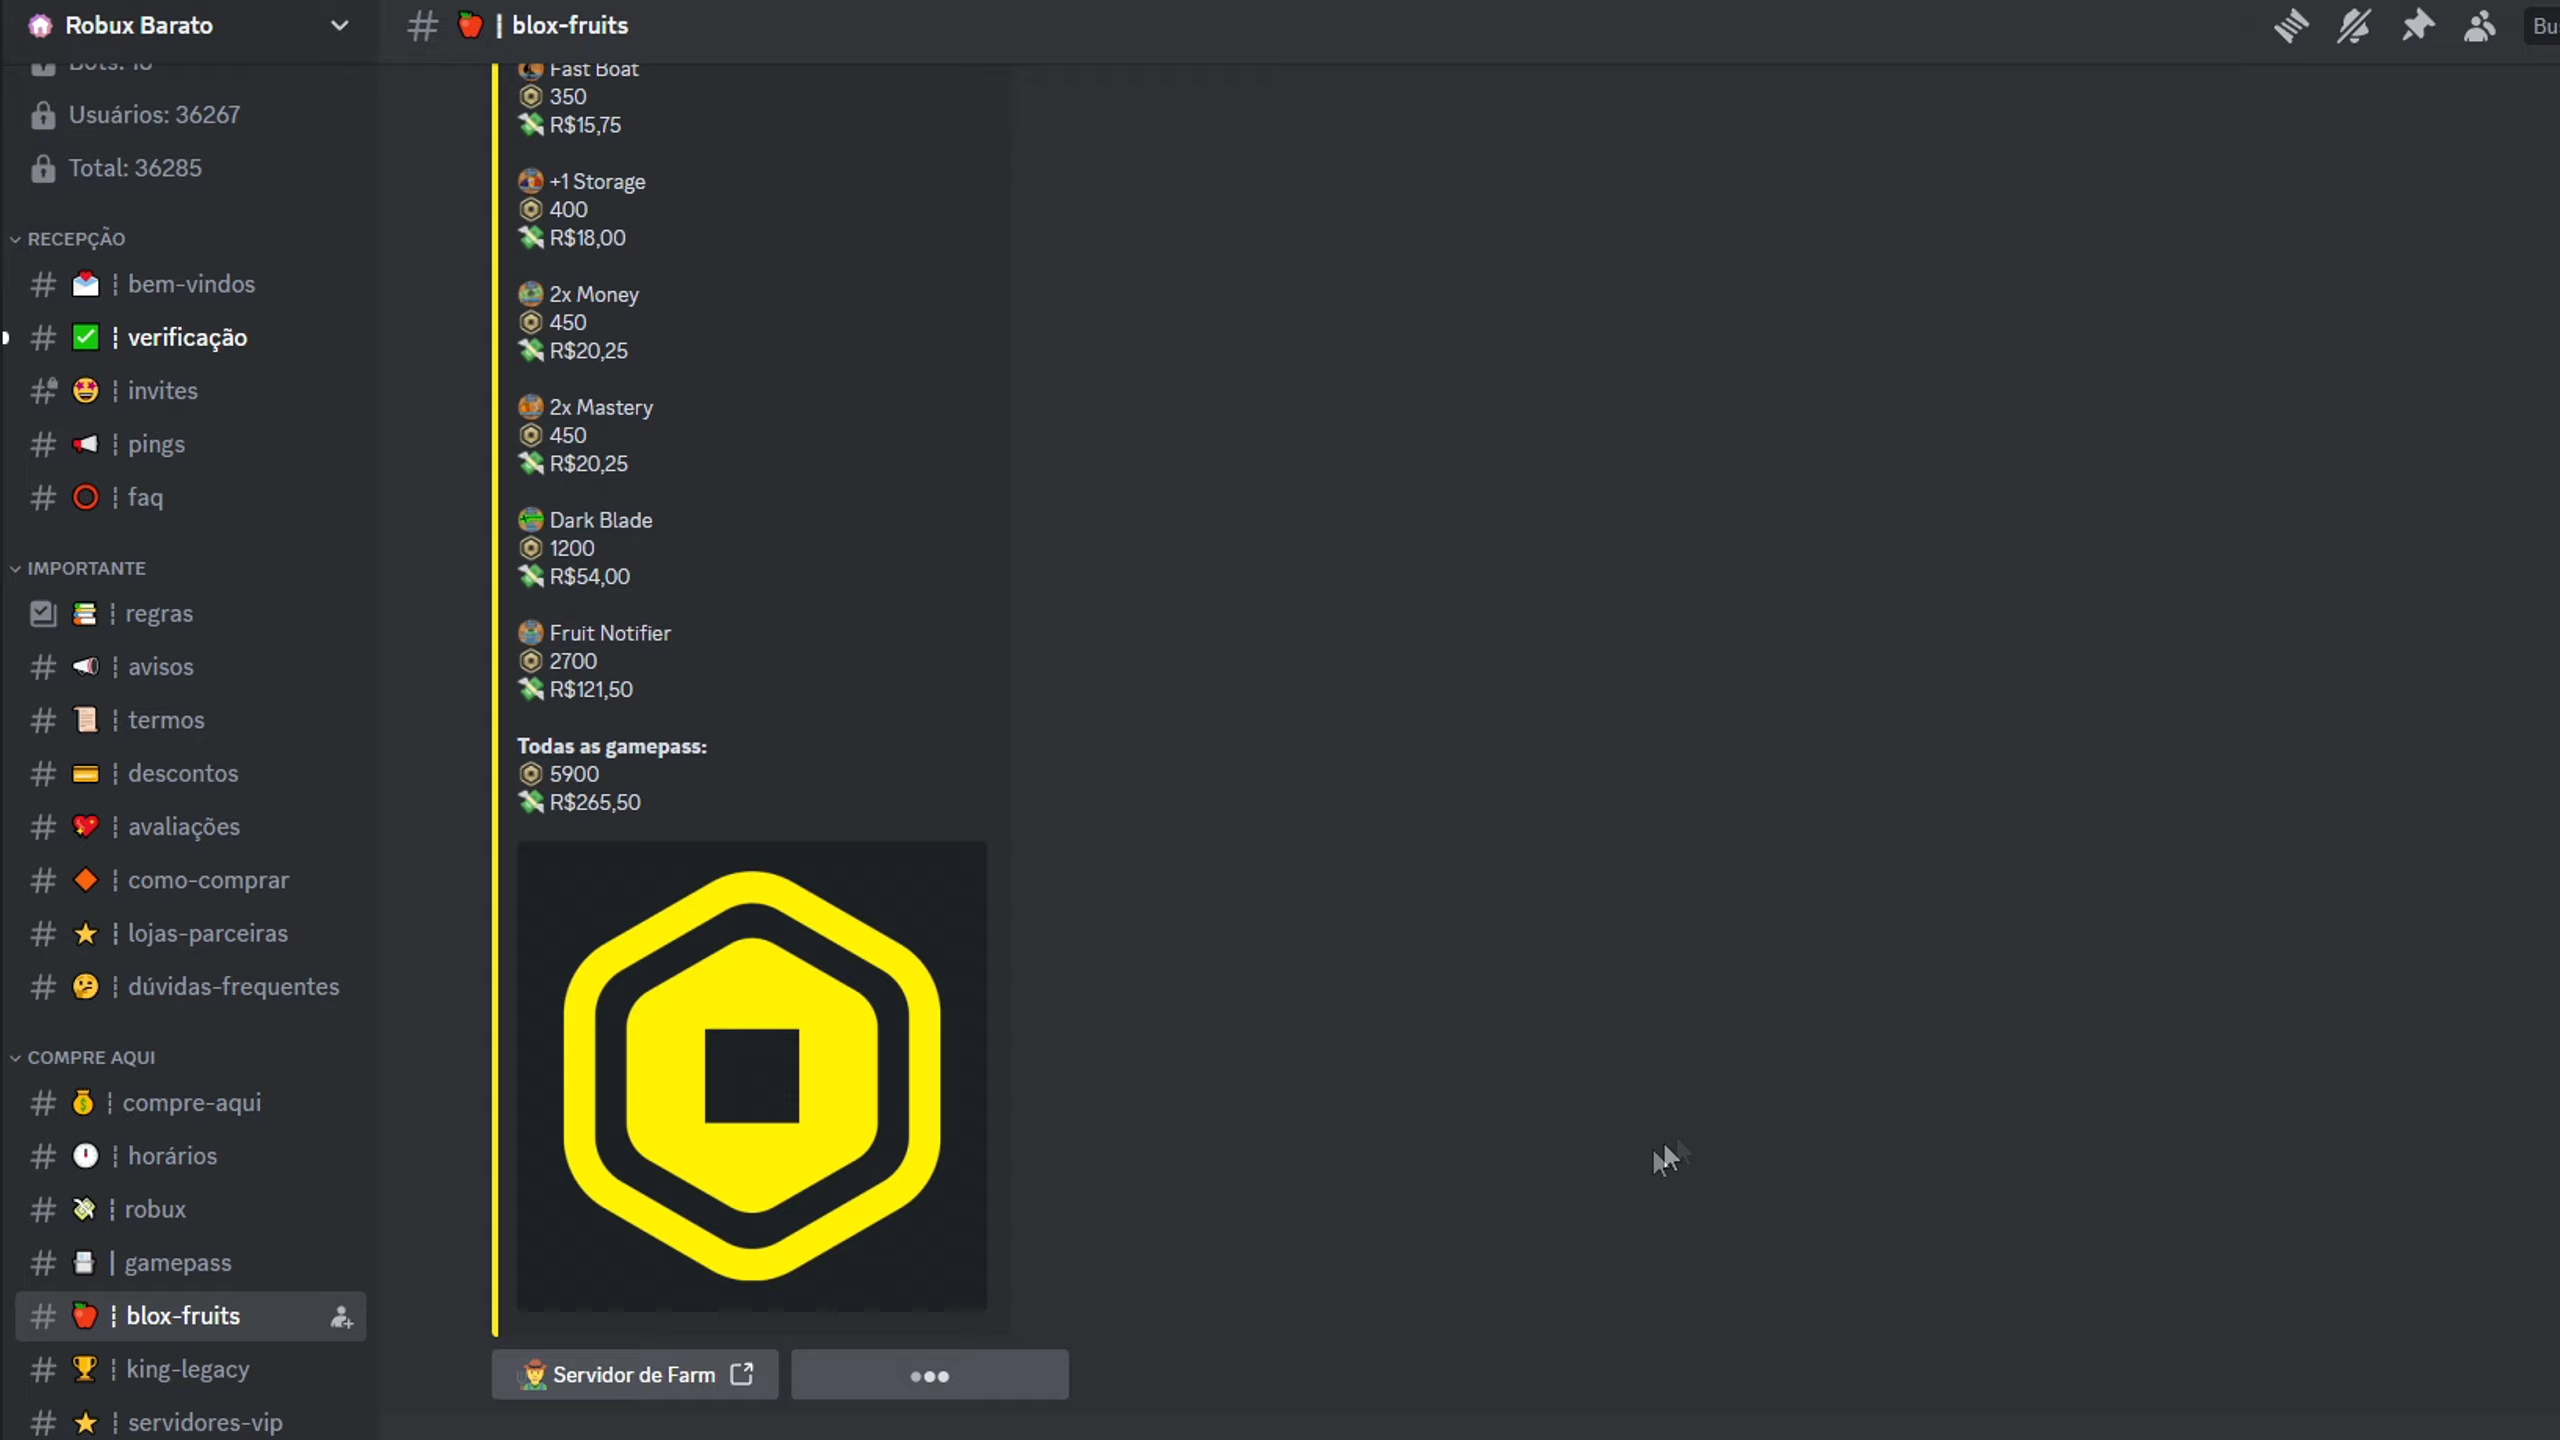 Robux Barato
Bots: 18
Usuários: 36267
Total: 36285
RECEPÇÃO
bem-vindos
verificação
invites
pings
faq
IMPORTANTE
regras
avisos
termos
descontos
avaliações
como-comprar
lojas-parceiras
dúvidas-frequentes
COMPRE AQUI
compre-aqui
horários
robux
gamepass
blox-fruits
king-legacy
servidores-vip
blox-fruits
Fast Boat
350
R$15,75
+1 Storage
400
R$18,00
2x Money
450
R$20,25
2x Mastery
450
R$20,25
Dark Blade
1200
R$54,00
Fruit Notifier
2700
R$121,50
Todas as gamepass:
5900
R$265,50
Servidor de Farm
Bus